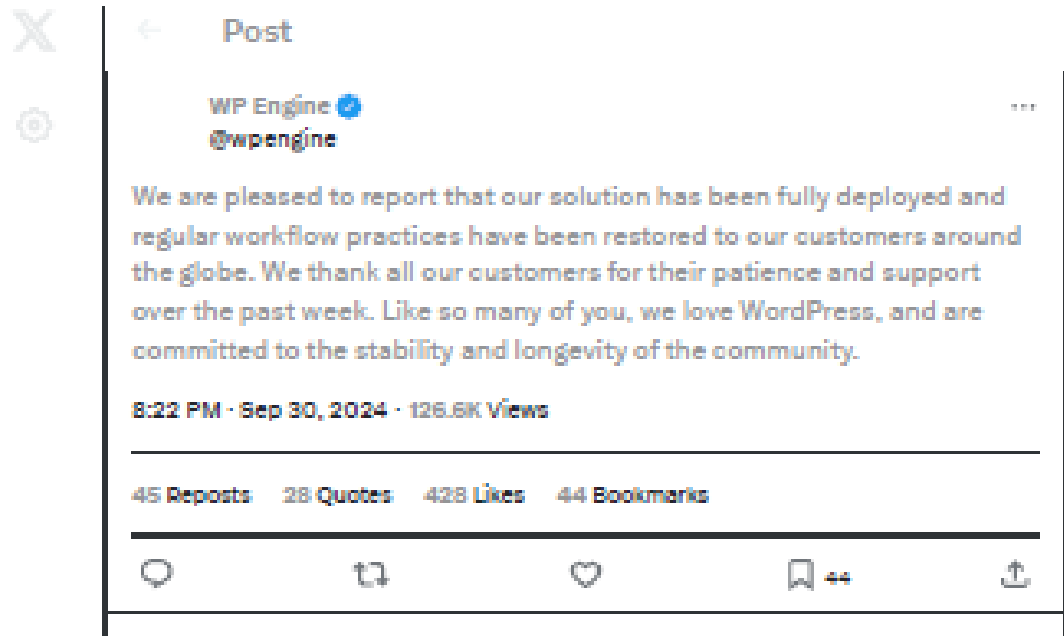 Post
WP Engine
@wpengine
We are pleased to report that our solution has been fully deployed and
regular workflow practices have been restored to our customers around
the globe. We thank all our customers for their patience and support
over the past week. Like so many of you, we love WordPress, and are
committed to the stability and longevity of the community.
8:22 PM · Sep 30, 2024 · 126.6K Views
45 Reposts 28 Quotes 428 Likes 44 Bookmarks
44